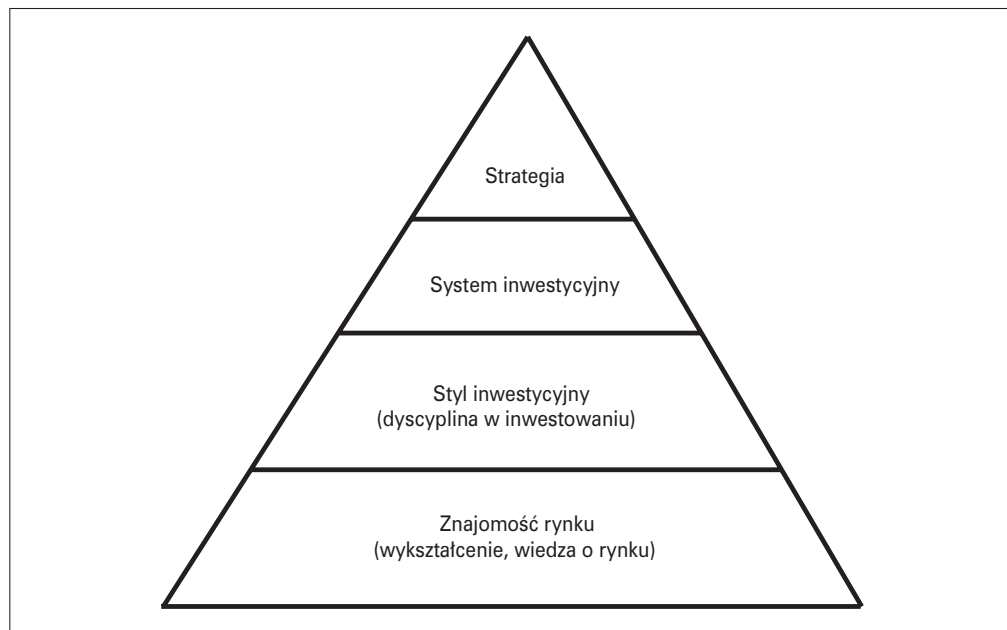 Strategia
System inwestycyjny
Styl inwestycyjny
(dyscyplina w inwestowaniu)
Znajomość rynku
(wykształcenie, wiedza o rynku)